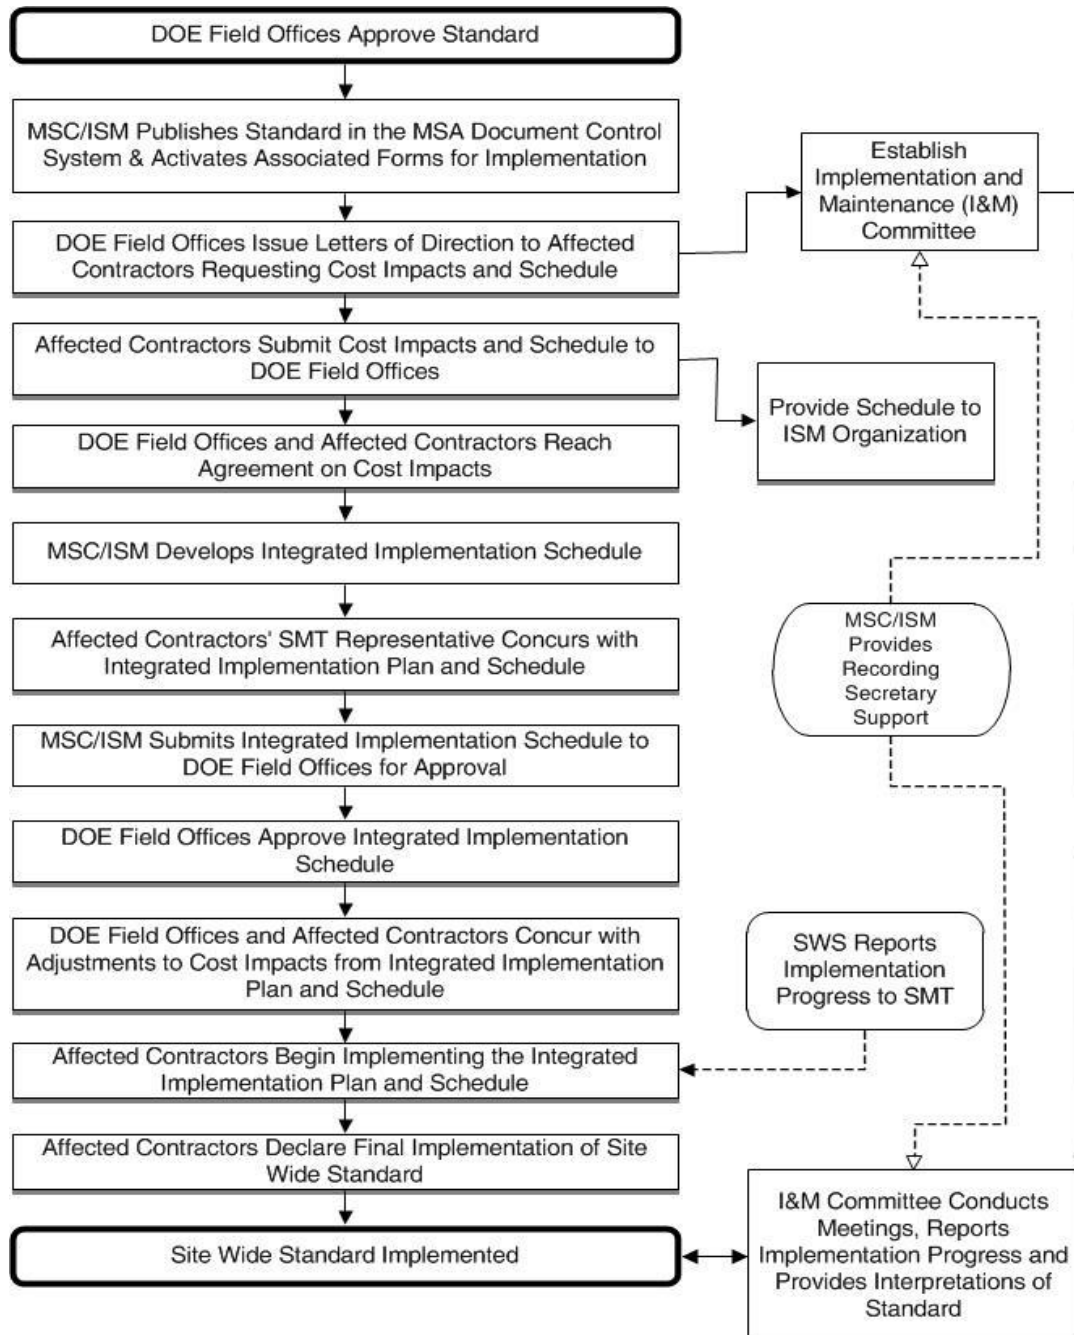 DOE Field Offices Approve Standard
MSC/ISM Publishes Standard in the MSA Document Control
System & Activates Associated Forms for Implementation
Establish
Implementation and
Maintenance (I&M)
Committee
DOE Field Offices Issue Letters of Direction to Affected
Contractors Requesting Cost Impacts and Schedule
Affected Contractors Submit Cost Impacts and Schedule to
DOE Field Offices
Provide Schedule to
ISM Organization
DOE Field Offices and Affected Contractors Reach
Agreement on Cost Impacts
MSC/ISM Develops Integrated Implementation Schedule
Affected Contractors' SMT Representative Concurs with
Integrated Implementation Plan and Schedule
MSC/ISM
Provides
Recording
Secretary
Support
MSC/ISM Submits Integrated Implementation Schedule to
DOE Field Offices for Approval
DOE Field Offices Approve Integrated Implementation
Schedule
DOE Field Offices and Affected Contractors Concur with
Adjustments to Cost Impacts from Integrated Implementation
Plan and Schedule
SWS Reports
Implementation
Progress to SMT
Affected Contractors Begin Implementing the Integrated
Implementation Plan and Schedule
Affected Contractors Declare Final Implementation of Site
Wide Standard
Site Wide Standard Implemented
I&M Committee Conducts
Meetings, Reports
Implementation Progress and
Provides Interpretations of
Standard